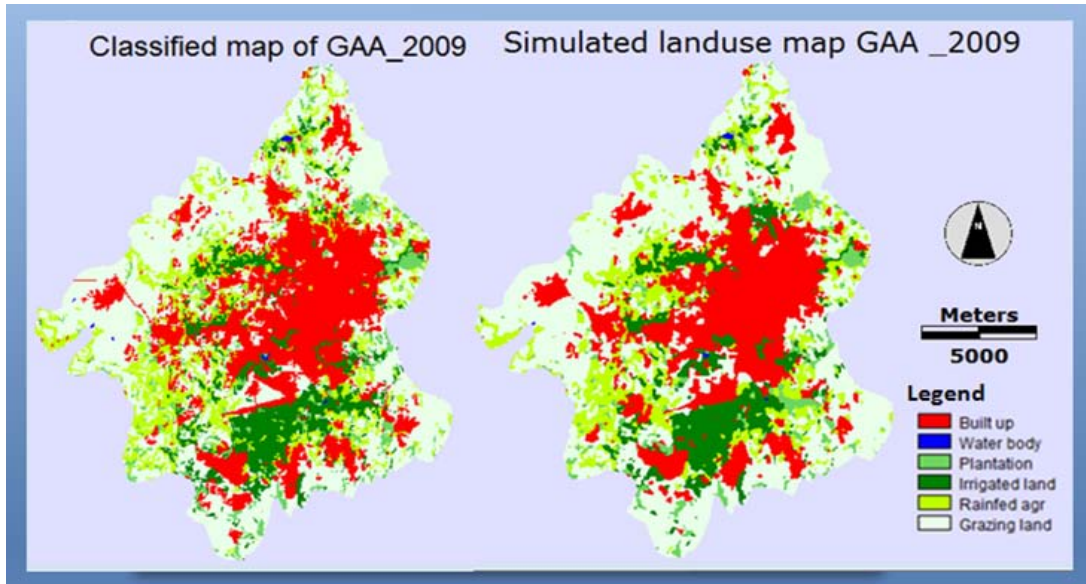 Classified map of GAA_2009
Simulated landuse map GAA _2009
N
Meters
5000
Legend
Built up
Water body
Plantation
Irrigated land
Rainfed agr
Grazing land